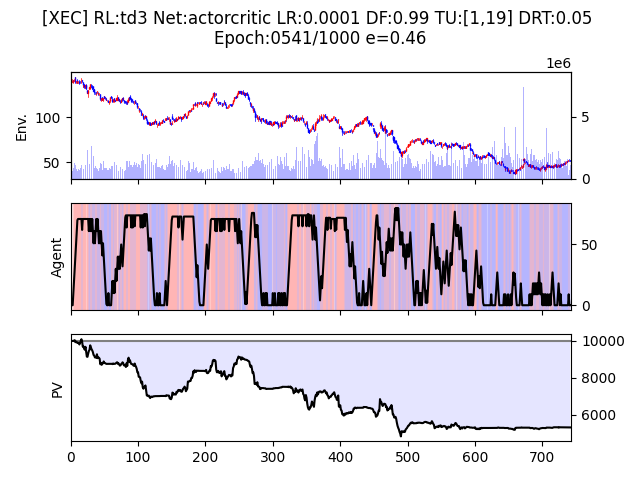 [XEC] RL:td3 Net:actorcritic LR:0.0001 DF:0.99 TU:[1,19] DRT:0.05
Epoch:0541/1000 e=0.46
1e6
Env.
100
50
5
0
Agent
50
0
PV
10000
8000
6000
0 100 200 300 400 500 600 700